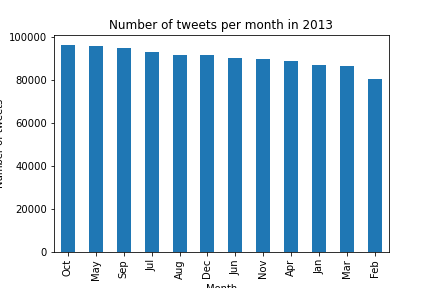 Number of tweets per month in 2013
Number of tweets
100000
80000
60000
40000
20000
0
Oct
May
Sep
Jul
Aug
Dec
Jun
Nov
Apr
Jan
Mar
Feb
Month